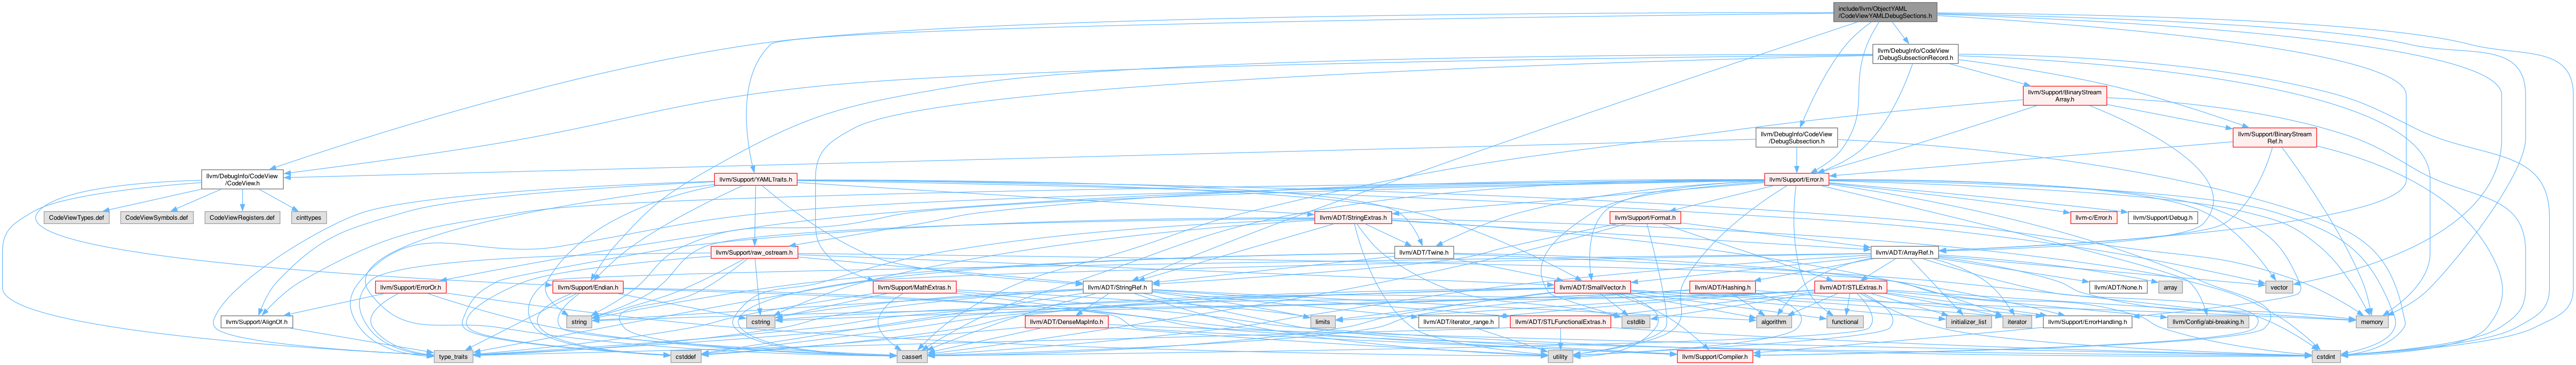 include/llvm/ObjectYAML
/CodeViewYAMLDebugSections.h
llvm/DebugInfo/CodeView
/DebugSubsectionRecord.h
llvm/Support/BinaryStream
Array.h
llvm/DebugInfo/CodeView
/DebugSubsection.h
llvm/Support/BinaryStream
Ref.h
llvm/DebugInfo/CodeView
/CodeView.h
llvm/Support/YAMLTraits.h
llvm/Support/Error.h
CodeViewTypes.def
CodeViewSymbols.def
CodeViewRegisters.def
cinttypes
llvm/ADT/StringExtras.h
llvm/Support/Format.h
llvm-c/Error.h
llvm/Support/Debug.h
llvm/Support/raw_ostream.h
llvm/ADT/Twine.h
llvm/ADT/ArrayRef.h
llvm/Support/ErrorOr.h
llvm/Support/Endian.h
llvm/Support/MathExtras.h
llvm/ADT/StringRef.h
llvm/ADT/SmallVector.h
llvm/ADT/Hashing.h
llvm/ADT/STLExtras.h
llvm/ADT/None.h
array
vector
llvm/Support/AlignOf.h
string
cstring
llvm/ADT/DenseMapInfo.h
limits
llvm/ADT/iterator_range.h
llvm/ADT/STLFunctionalExtras.h
cstdlib
algorithm
functional
initializer_list
iterator
llvm/Support/ErrorHandling.h
llvm/Config/abi-breaking.h
memory
type_traits
cstddef
cassert
utility
llvm/Support/Compiler.h
cstdint